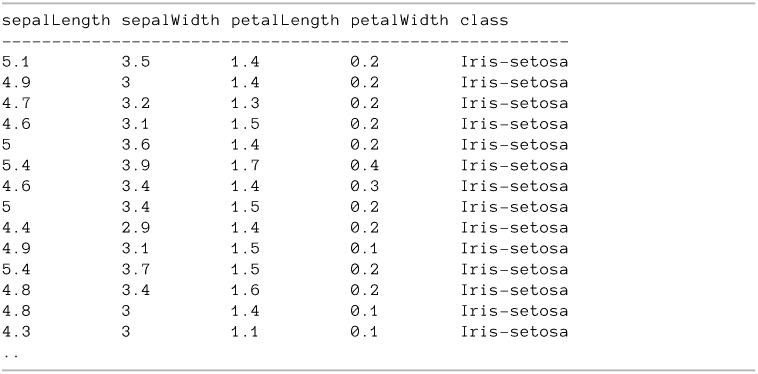 sepalLength sepalWidth petalLength petalWidth class
---------------------------------------------------------
5.1         3.5        1.4         0.2        Iris-setosa
4.9         3          1.4         0.2        Iris-setosa
4.7         3.2        1.3         0.2        Iris-setosa
4.6         3.1        1.5         0.2        Iris-setosa
5           3.6        1.4         0.2        Iris-setosa
5.4         3.9        1.7         0.4        Iris-setosa
4.6         3.4        1.4         0.3        Iris-setosa
5           3.4        1.5         0.2        Iris-setosa
4.4         2.9        1.4         0.2        Iris-setosa
4.9         3.1        1.5         0.1        Iris-setosa
5.4         3.7        1.5         0.2        Iris-setosa
4.8         3.4        1.6         0.2        Iris-setosa
4.8         3          1.4         0.1        Iris-setosa
4.3         3          1.1         0.1        Iris-setosa
..